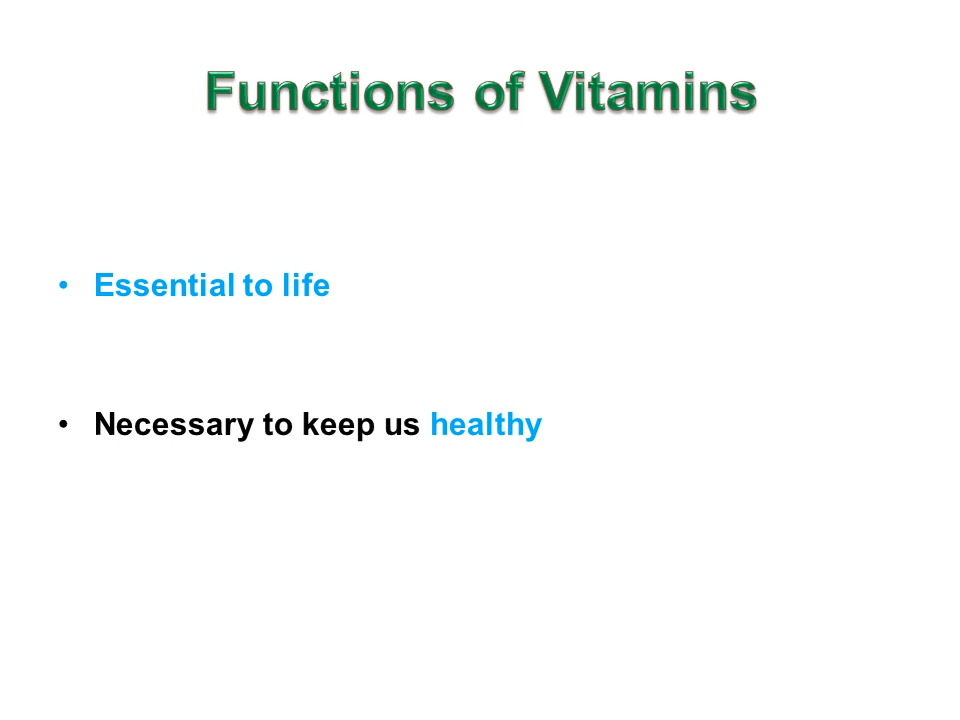 Functions of Vitamins
• Essential to life
• Necessary to keep us healthy